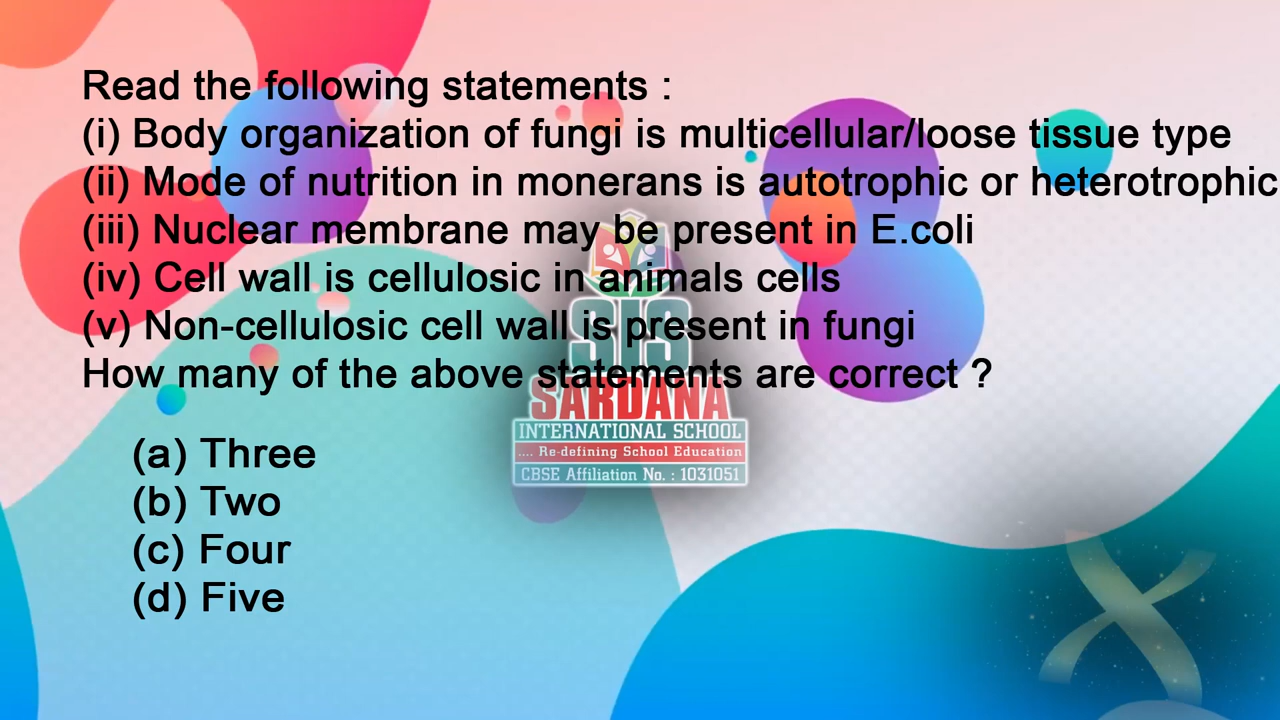 Read the following statements :
(i) Body organization of fungi is multicellular/loose tissue type
(ii) Mode of nutrition in monerans is autotrophic or heterotrophic
(iii) Nuclear membrane may be present in E.coli
(iv) Cell wall is cellulosic in animals cells
(v) Non-cellulosic cell wall is present in fungi
How many of the above statements are correct ?
(a) Three
(b) Two
(c) Four
(d) Five
SIS
SARDANA
INTERNATIONAL SCHOOL
.... Re-defining School Education
CBSE Affiliation No. : 1031051